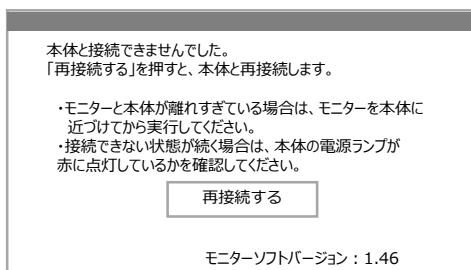 本体と接続できませんでした。
「再接続する」を押すと、本体と再接続します。
・モニターと本体が離れすぎている場合は、モニターを本体に
近づけてから実行してください。
・接続できない状態が続く場合は、本体の電源ランプが
赤に点灯しているかを確認してください。
再接続する
モニターソフトバージョン：1.46